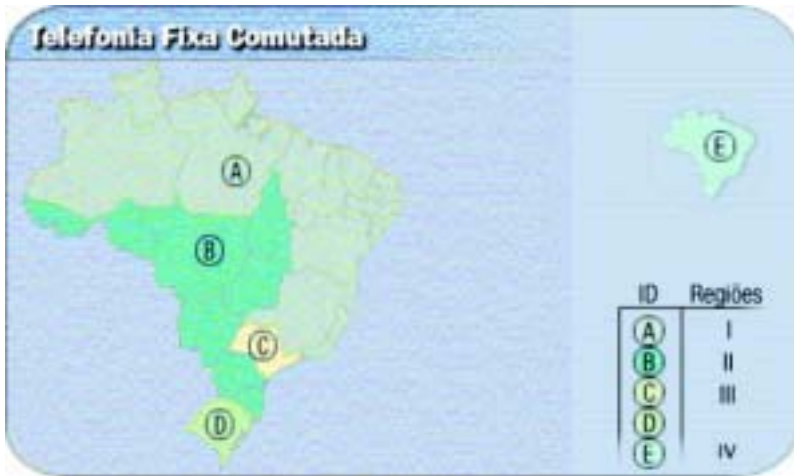 Telefonia Fixa Comutada
A
E
B
C
D
ID Regiões
A I
B II
C III
D
E IV